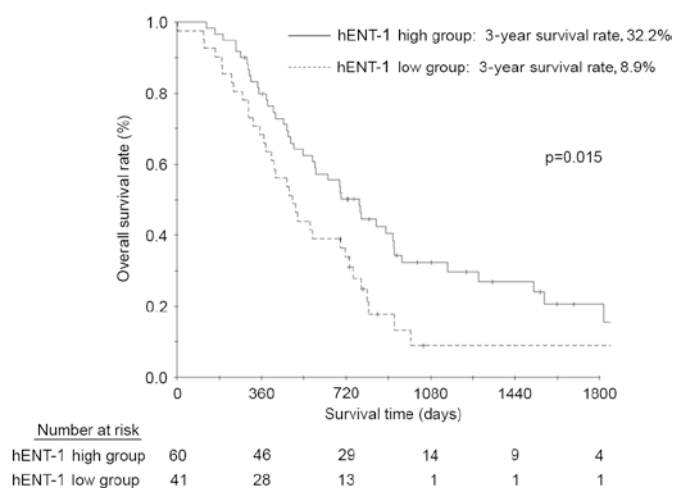 1.0
hENT-1 high group: 3-year survival rate, 32.2%
hENT-1 low group: 3-year survival rate, 8.9%
0.8
0.6
p=0.015
0.4
0.2
0.0
Overall survival rate (%)
0 360 720 1080 1440 1800
Survival time (days)
Number at risk
hENT-1 high group 60 46 29 14 9 4
hENT-1 low group 41 28 13 1 1 1